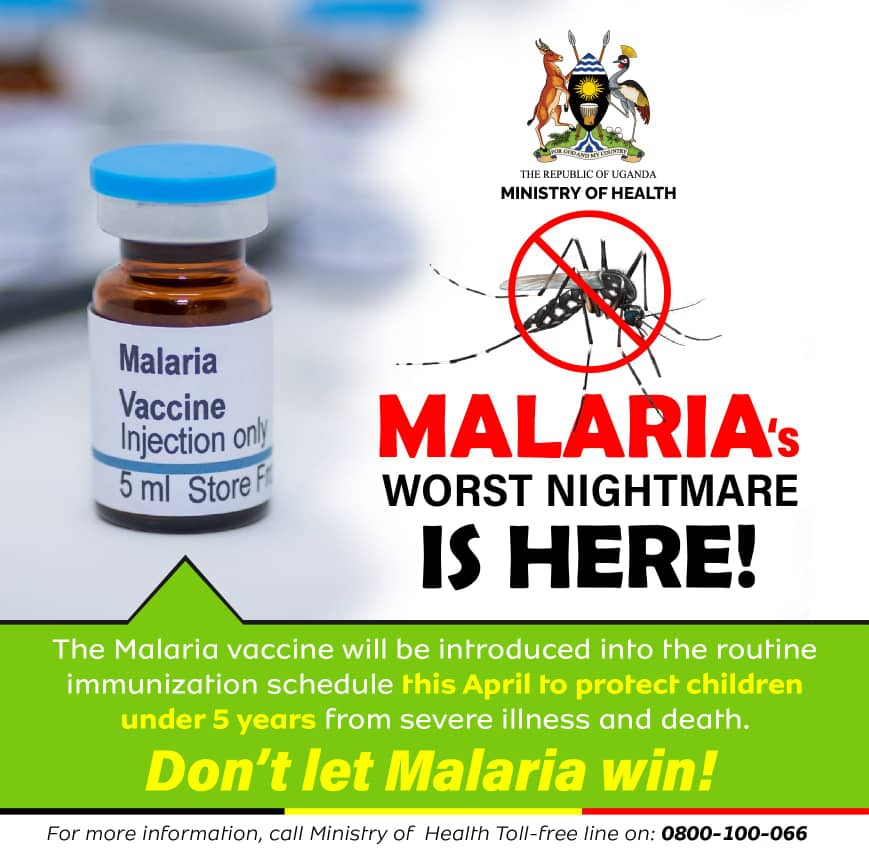 FOR GOD AND MY COUNTRY
THE REPUBLIC OF UGANDA
MINISTRY OF HEALTH
Malaria
Vaccine
Injection only
5 ml Store
MALARIA's
WORST NIGHTMARE
IS HERE!
The Malaria vaccine will be introduced into the routine
immunization schedule this April to protect children
under 5 years from severe illness and death.
Don't let Malaria win!
For more information, call Ministry of Health Toll-free line on: 0800-100-066